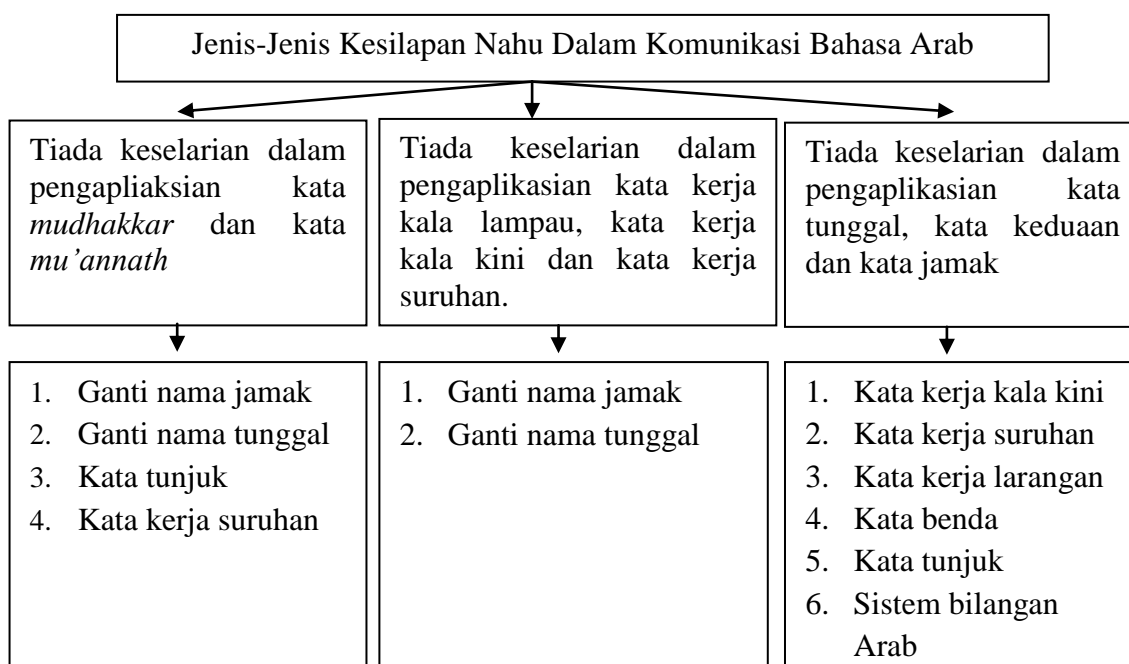 Jenis-Jenis Kesilapan Nahu Dalam Komunikasi Bahasa Arab
Tiada keselarian dalam
pengapliaksian kata
mudhakkar dan kata
mu’annath
Tiada keselarian dalam
pengaplikasian kata kerja
kala lampau, kata kerja
kala kini dan kata kerja
suruhan.
Tiada keselarian dalam
pengaplikasian kata
tunggal, kata keduaan
dan kata jamak
1. Ganti nama jamak
2. Ganti nama tunggal
3. Kata tunjuk
4. Kata kerja suruhan
1. Ganti nama jamak
2. Ganti nama tunggal
1. Kata kerja kala kini
2. Kata kerja suruhan
3. Kata kerja larangan
4. Kata benda
5. Kata tunjuk
6. Sistem bilangan
Arab